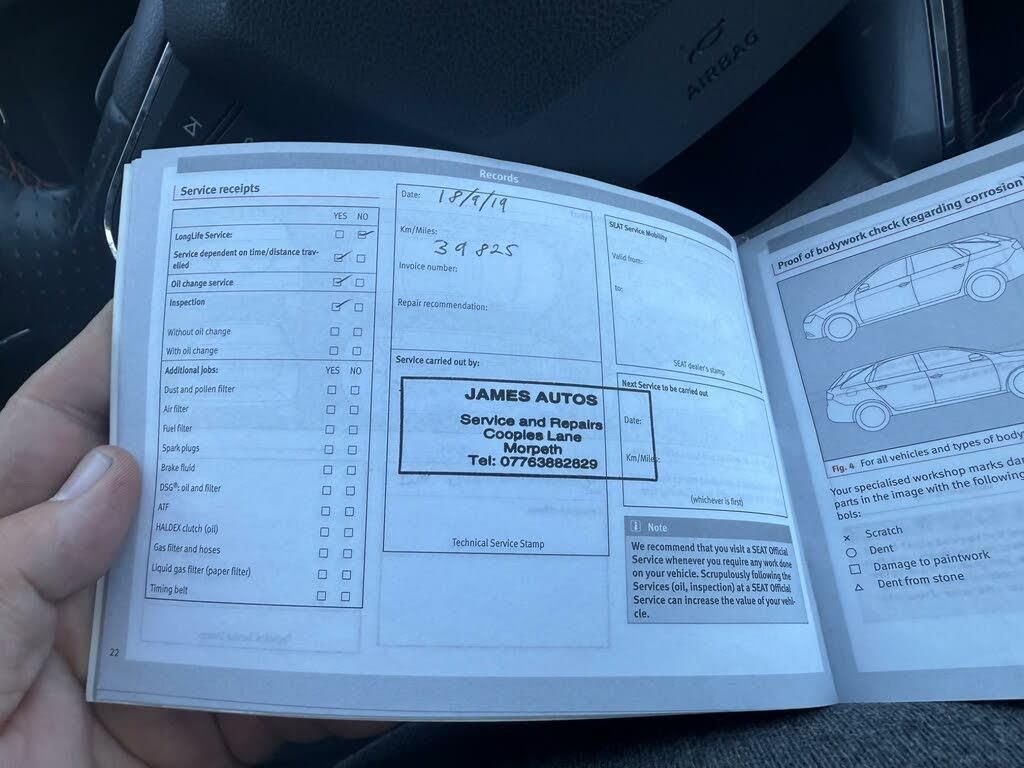 AIRBAG
Records
Service receipts
YES NO
LongLife Service:
Service dependent on time/distance trav-
elled
Oil change service
Inspection
Without oil change
With oil change
Additional jobs: YES NO
Dust and pollen filter
Air filter
Fuel filter
Spark plugs
Brake fluid
DSG®: oil and filter
ATF
HALDEX clutch (oil)
Gas filter and hoses
Liquid gas filter (paper filter)
Timing belt
22
Date: 18/9/19
Km/Miles:
39825
Invoice number:
Repair recommendation:
Service carried out by:
JAMES AUTOS
Service and Repairs
Cooples Lane
Morpeth
Tel: 07763882829
Technical Service Stamp
SEAT Service Mobility
Valid from:
to:
SEAT dealer's stamp
Next Service to be carried out
Date:
Km/Miles:
(whichever is first)
Note
We recommend that you visit a SEAT Official
Service whenever you require any work done
on your vehicle. Scrupulously following the
Services (oil, inspection) at a SEAT Official
Service can increase the value of your vehi-
cle.
Proof of bodywork check (regarding corrosion)
Fig. 4 For all vehicles and types of body
Your specialised workshop marks
parts in the image with the following
bols:
x Scratch
Dent
Damage to paintwork
Dent from stone